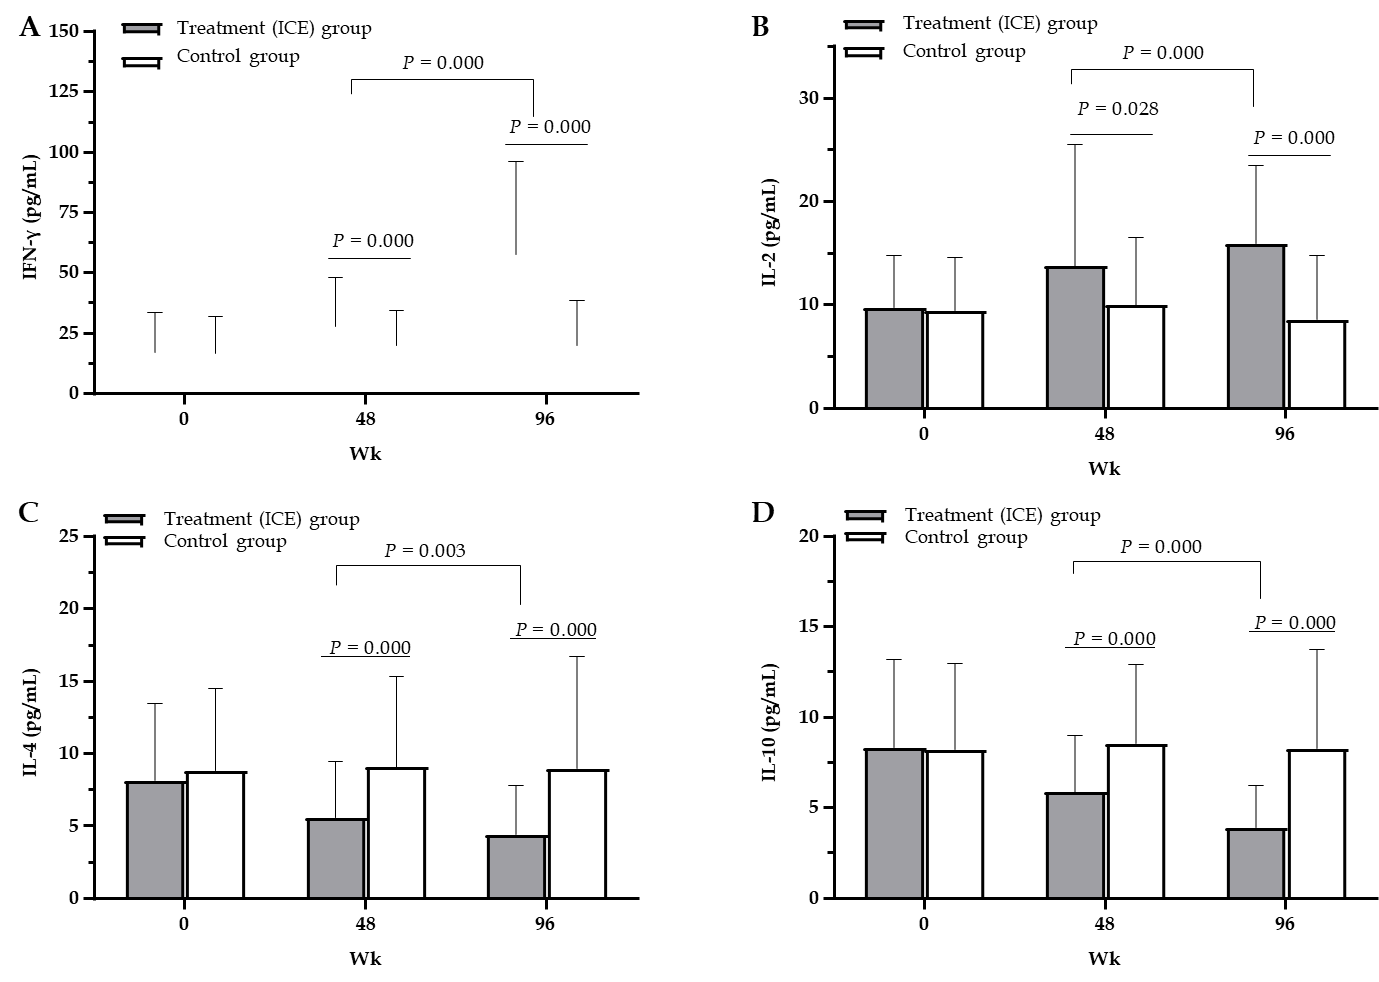 A
Treatment (ICE) group
Control group
P = 0.000
P = 0.000
P = 0.000
IFN-γ (pg/mL)
150
125
100
75
50
25
0
0 48 96
Wk
B
Treatment (ICE) group
Control group
P = 0.000
P = 0.028
P = 0.000
IL-2 (pg/mL)
30
20
10
0
0 48 96
Wk
C
Treatment (ICE) group
Control group
P = 0.003
P = 0.000
P = 0.000
IL-4 (pg/mL)
25
20
15
10
5
0
0 48 96
Wk
D
Treatment (ICE) group
Control group
P = 0.000
P = 0.000
P = 0.000
IL-10 (pg/mL)
20
15
10
5
0
0 48 96
Wk